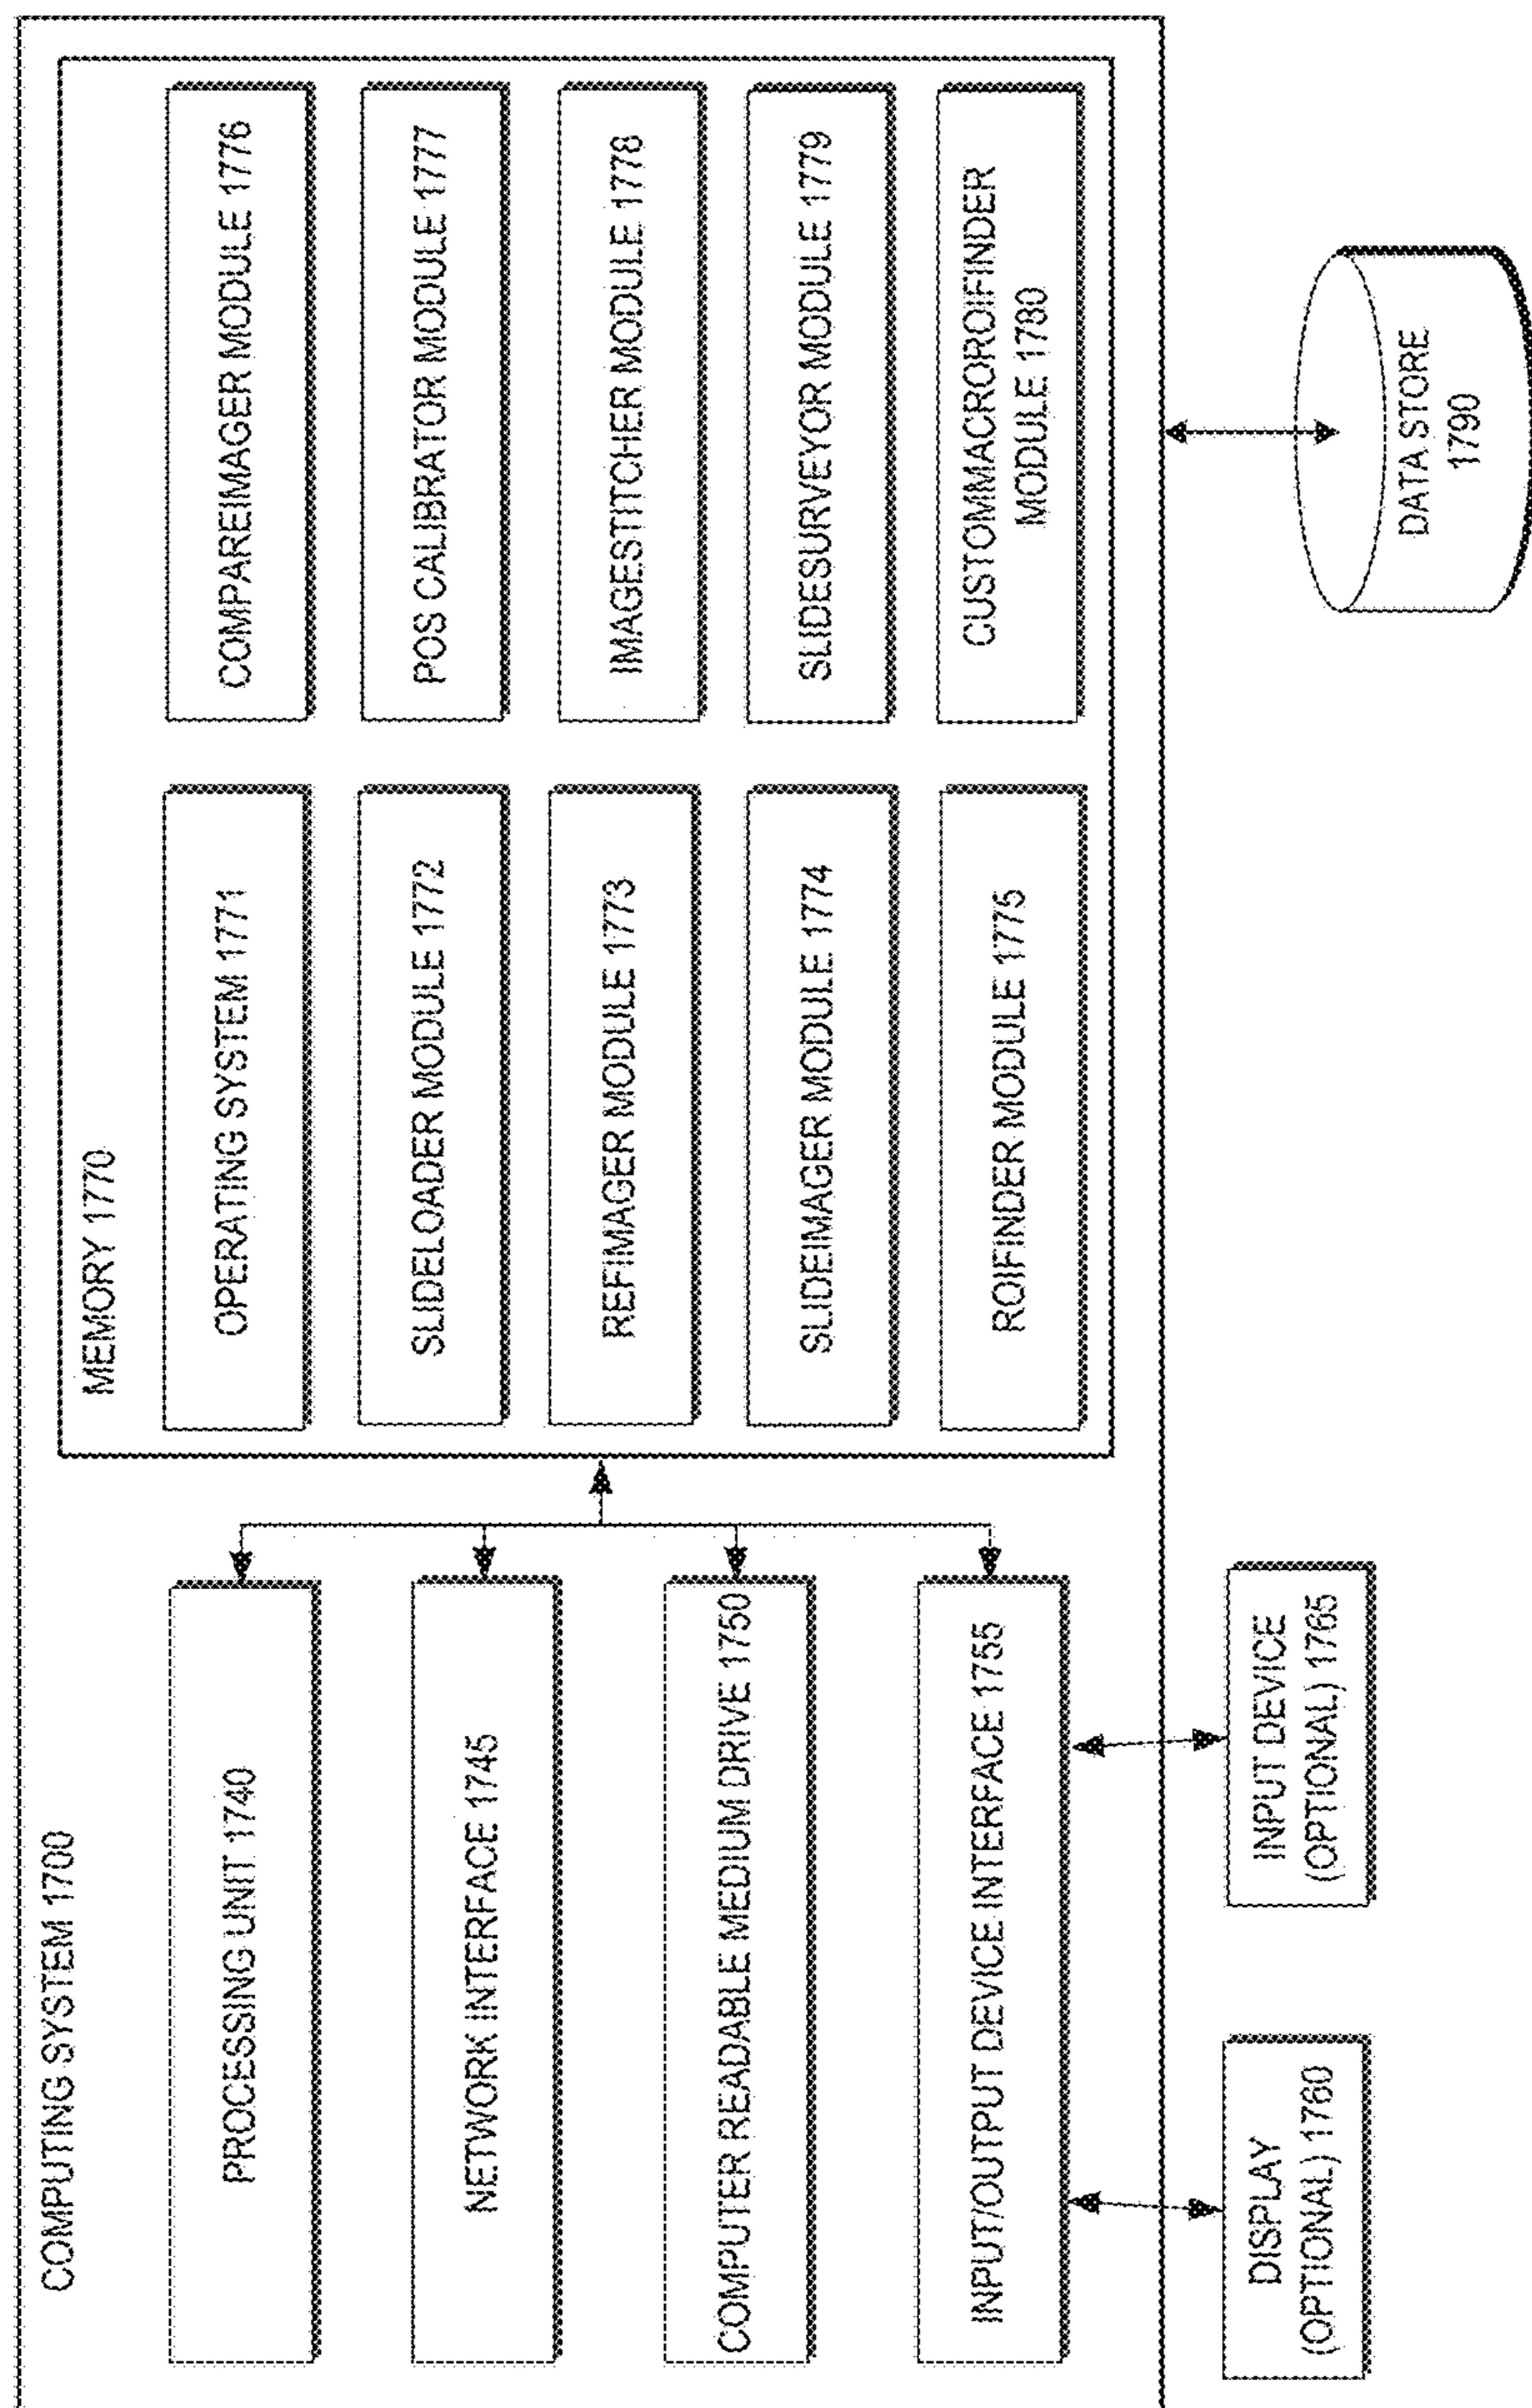 COMPUTING SYSTEM 1700
PROCESSING UNIT 1740
NETWORK INTERFACE 1745
COMPUTER READABLE MEDIUM DRIVE 1750
INPUT/OUTPUT DEVICE INTERFACE 1755
DISPLAY
(OPTIONAL) 1760
INPUT DEVICE
(OPTIONAL) 1765
MEMORY 1770
OPERATING SYSTEM 1771
SLIDELOADER MODULE 1772
REFIMAGER MODULE 1773
SLIDEIMAGER MODULE 1774
ROIFINDER MODULE 1775
COMPAREIMAGER MODULE 1776
POS CALIBRATOR MODULE 1777
IMAGESTITCHER MODULE 1778
SLIDESURVEYOR MODULE 1779
CUSTOMMACROROIFINDER
MODULE 1780
DATA STORE
1790